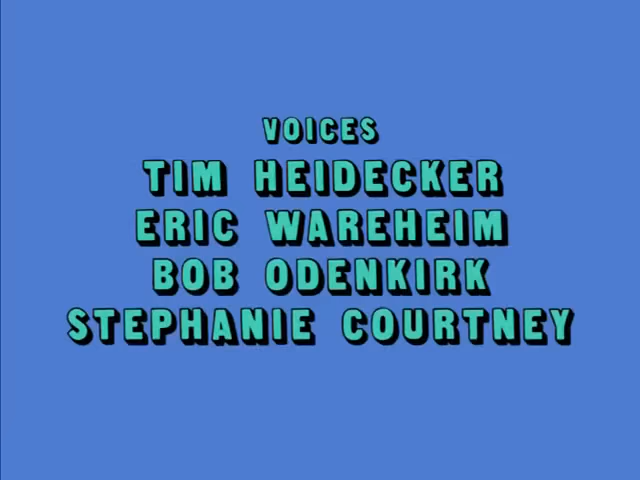 VOICES
TIM HEIDECKER
ERIC WAREHEIM
BOB ODENKIRK
STEPHANIE COURTNEY